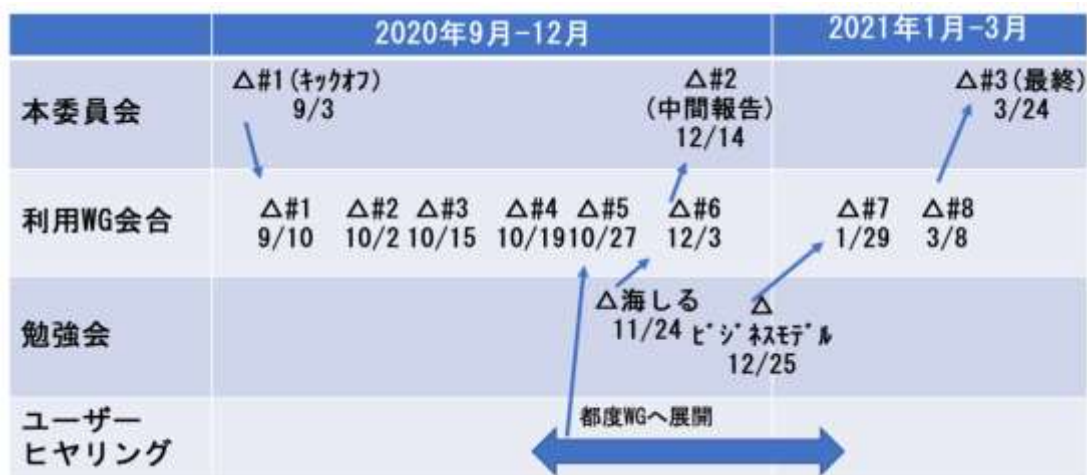 2020年9月-12月 2021年1月-3月
本委員会
△#1(ｷｯｸｵﾌ)
9/3
△#2
(中間報告)
12/14
△#3(最終)
3/24
利用WG会合
△#1 △#2 △#3 △#4 △#5 △#6 △#7 △#8
9/10 10/2 10/15 10/19 10/27 12/3 1/29 3/8
勉強会
△海しる
11/24
△
ﾋﾞｼﾞﾈｽﾓﾃﾞﾙ
12/25
ユーザー
ヒヤリング
都度WGへ展開